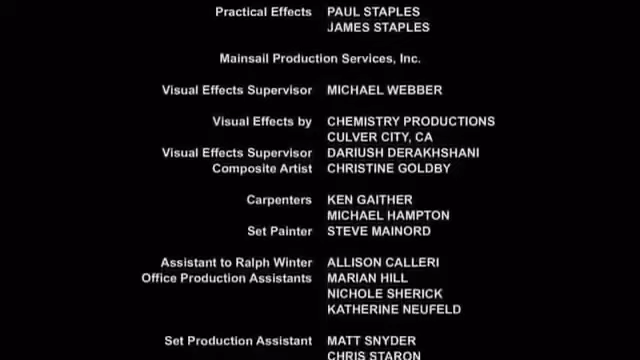 Practical Effects PAUL STAPLES
JAMES STAPLES
Mainsail Production Services, Inc.
Visual Effects Supervisor MICHAEL WEBBER
Visual Effects by CHEMISTRY PRODUCTIONS
CULVER CITY, CA
Visual Effects Supervisor DARIUSH DERAKHSHANI
Composite Artist CHRISTINE GOLDBY
Carpenters KEN GAITHER
MICHAEL HAMPTON
Set Painter STEVE MAINORD
Assistant to Ralph Winter ALLISON CALLERI
Office Production Assistants MARIAN HILL
NICHOLE SHERICK
KATHERINE NEUFELD
Set Production Assistant MATT SNYDER
CHRIS STARON